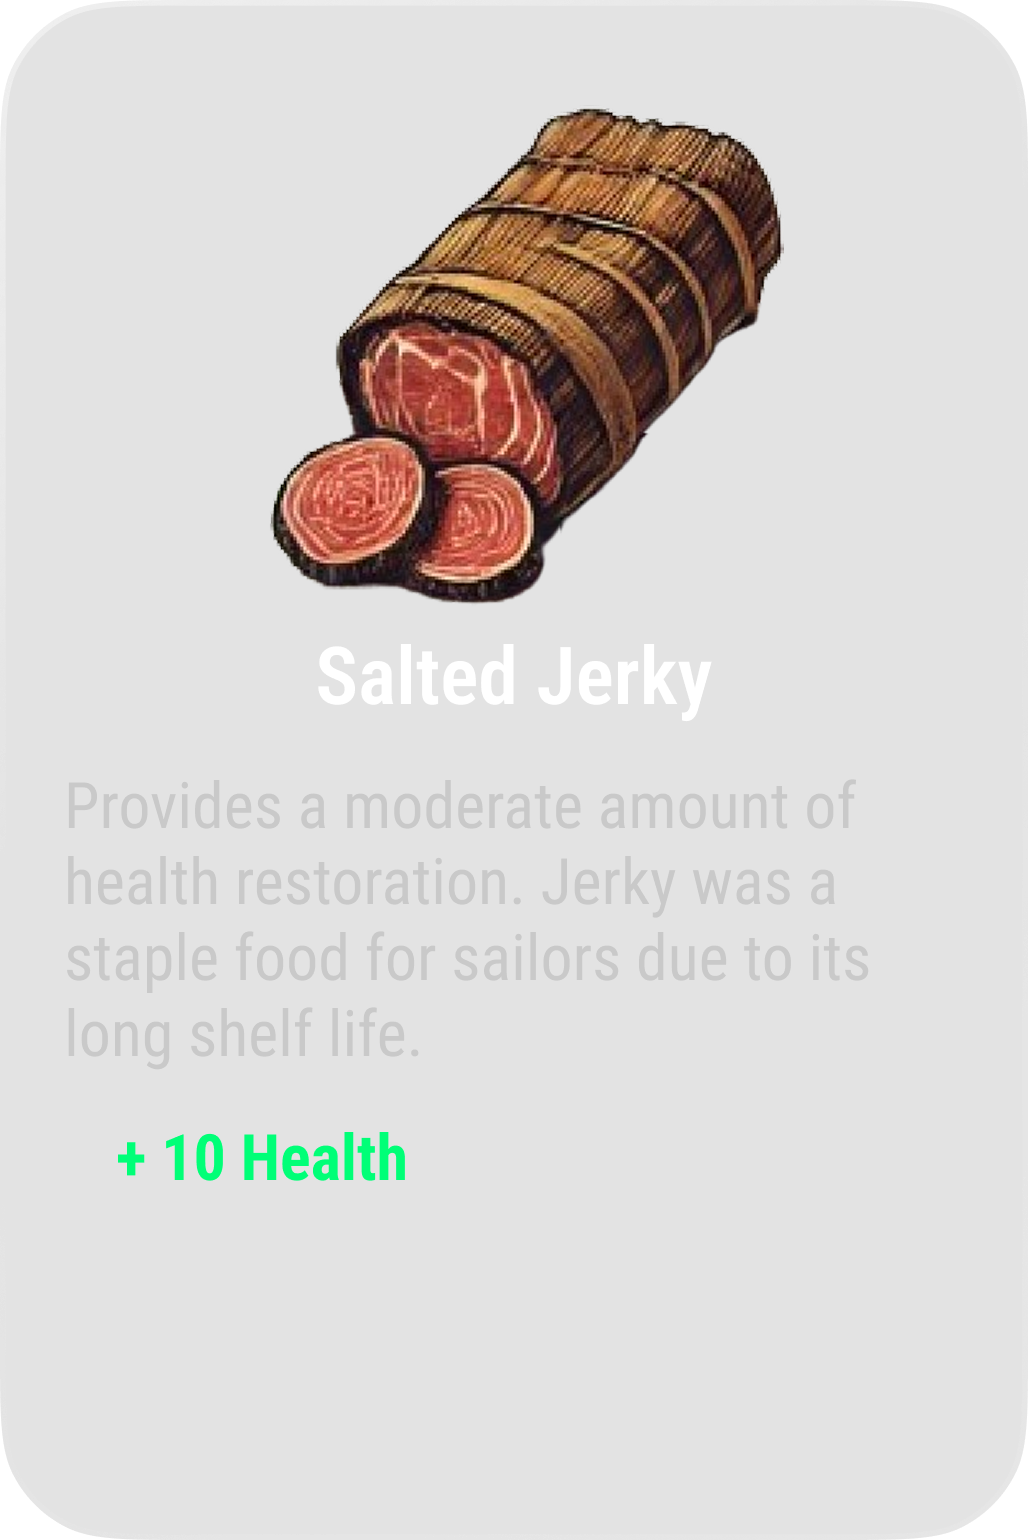 Salted Jerky
Provides a moderate amount of
health restoration. Jerky was a
staple food for sailors due to its
long shelf life.
+ 10 Health